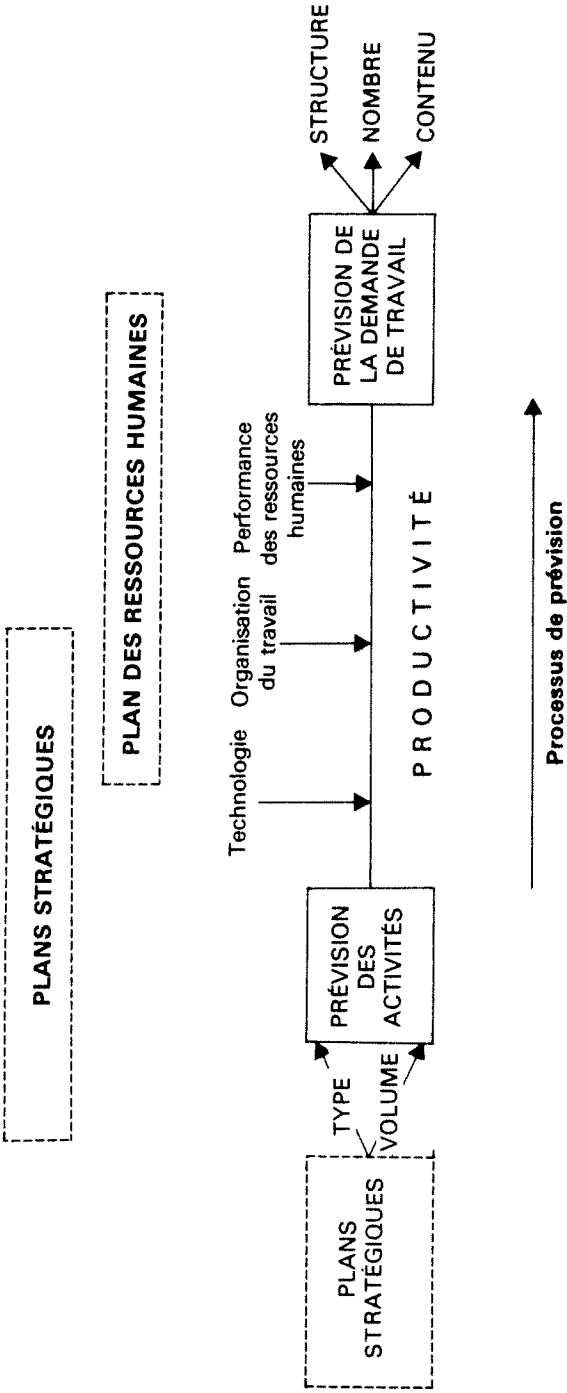 PLANS STRATÉGIQUES
PLAN DES RESSOURCES HUMAINES
PLANS
STRATÉGIQUES
TYPE
VOLUME
PRÉVISION
DES
ACTIVITÉS
Technologie
Organisation
du travail
Performance
des ressources
humaines
PRODUCTIVITÉ
PRÉVISION DE
LA DEMANDE
DE TRAVAIL
STRUCTURE
NOMBRE
CONTENU
Processus de prévision